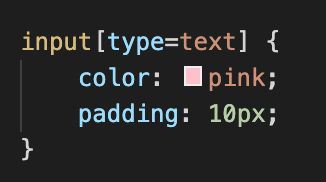 input[type=text] {
    color: pink;
    padding: 10px;
}